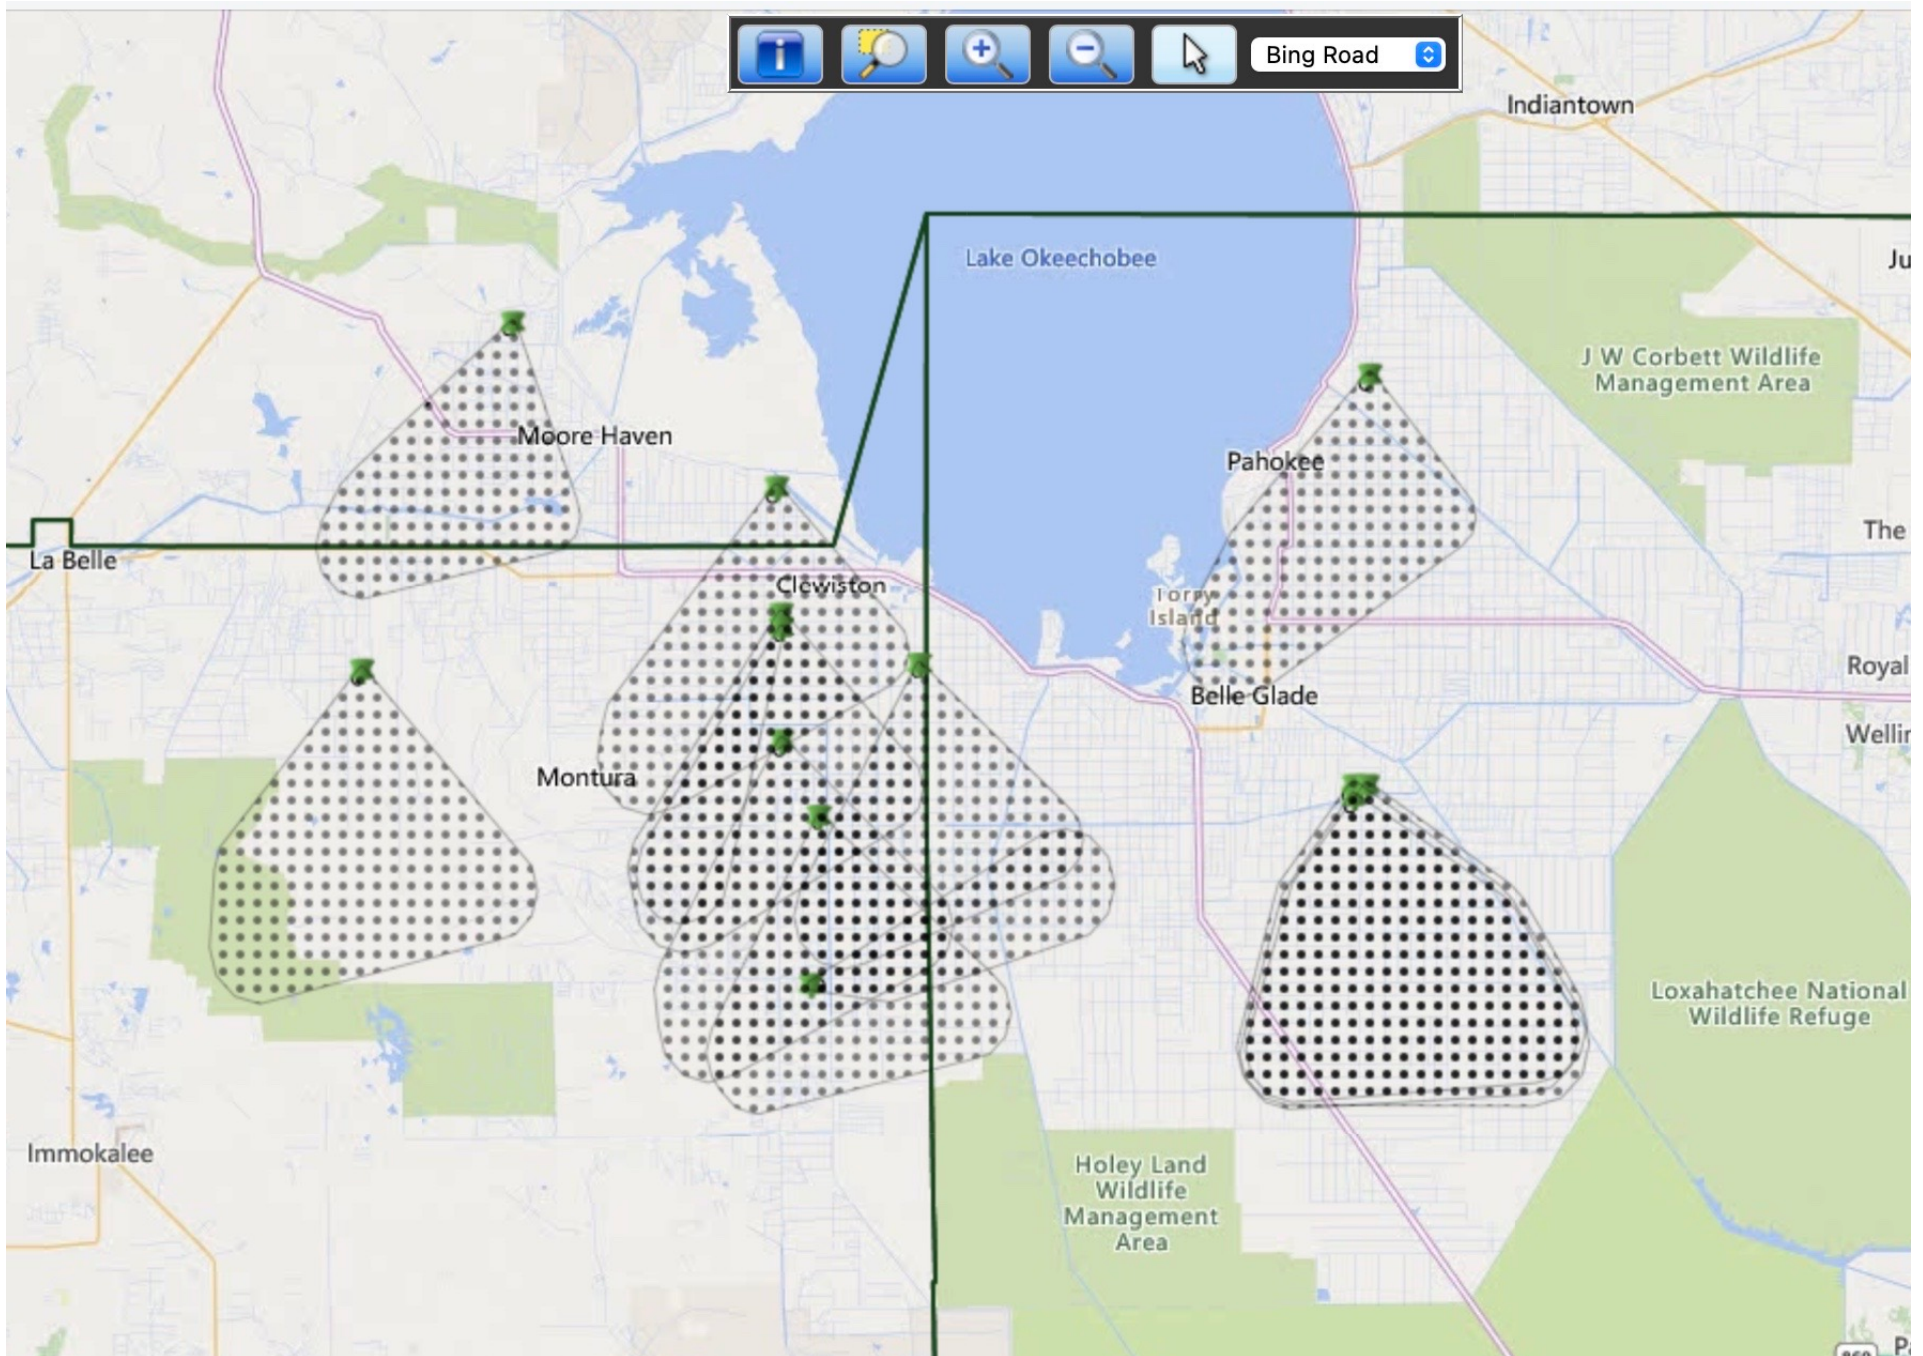 Bing Road
Indiantown
Lake Okeechobee
Ju
J W Corbett Wildlife
Management Area
Moore Haven
Pahokee
The
La Belle
Clewiston
Torry
Island
Royal
Belle Glade
Wellin
Montura
Loxahatchee National
Wildlife Refuge
Immokalee
Holey Land
Wildlife
Management
Area